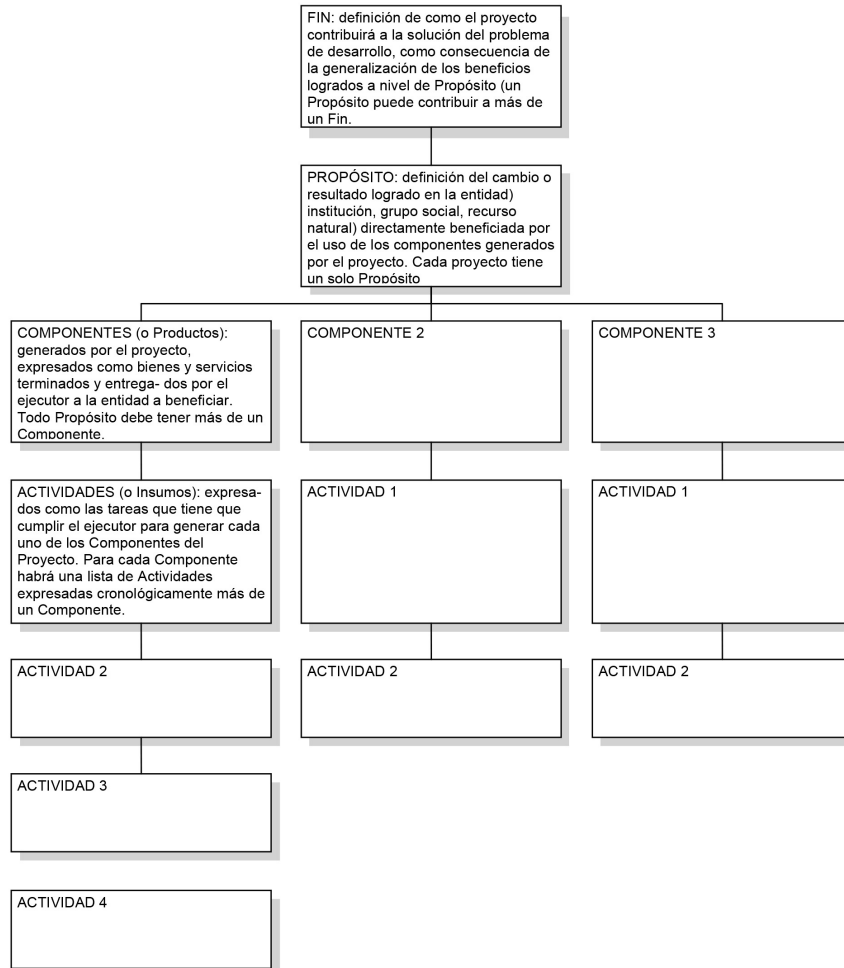 FIN: definición de como el proyecto
contribuirá a la solución del problema
de desarrollo, como consecuencia de
la generalización de los beneficios
logrados a nivel de Propósito (un
Propósito puede contribuir a más de
un Fin.
PROPÓSITO: definición del cambio o
resultado logrado en la entidad)
institución, grupo social, recurso
natural) directamente beneficiada por
el uso de los componentes generados
por el proyecto. Cada proyecto tiene
un solo Propósito
COMPONENTES (o Productos):
generados por el proyecto,
expresados como bienes y servicios
terminados y entrega- dos por el
ejecutor a la entidad a beneficiar.
Todo Propósito debe tener más de un
Componente.
COMPONENTE 2
COMPONENTE 3
ACTIVIDADES (o Insumos): expresa-
dos como las tareas que tiene que
cumplir el ejecutor para generar cada
uno de los Componentes del
Proyecto. Para cada Componente
habrá una lista de Actividades
expresadas cronológicamente más de
un Componente.
ACTIVIDAD 1
ACTIVIDAD 1
ACTIVIDAD 2
ACTIVIDAD 2
ACTIVIDAD 2
ACTIVIDAD 3
ACTIVIDAD 4